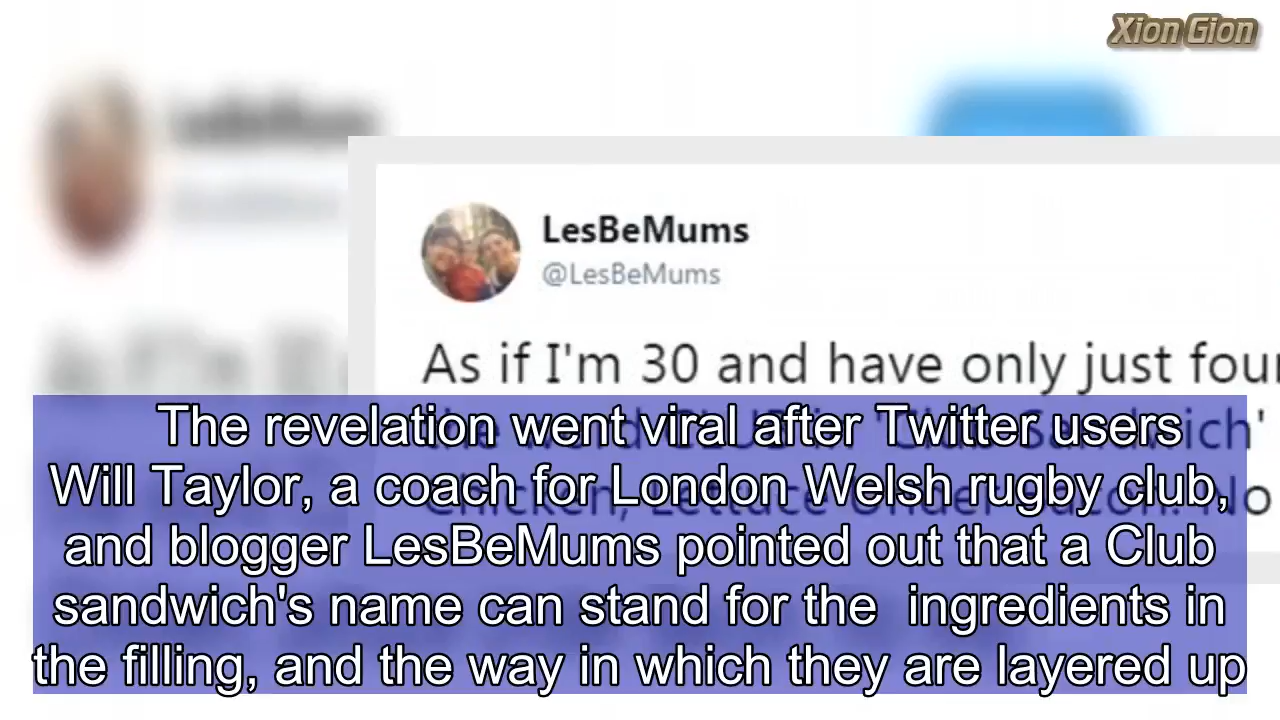 Xion Gion
LesBeMums
@LesBeMums
As if I'm 30 and have only just four
The revelation went viral after Twitter users
Will Taylor, a coach for London Welsh rugby club,
and blogger LesBeMums pointed out that a Club
sandwich's name can stand for the ingredients in
the filling, and the way in which they are layered up